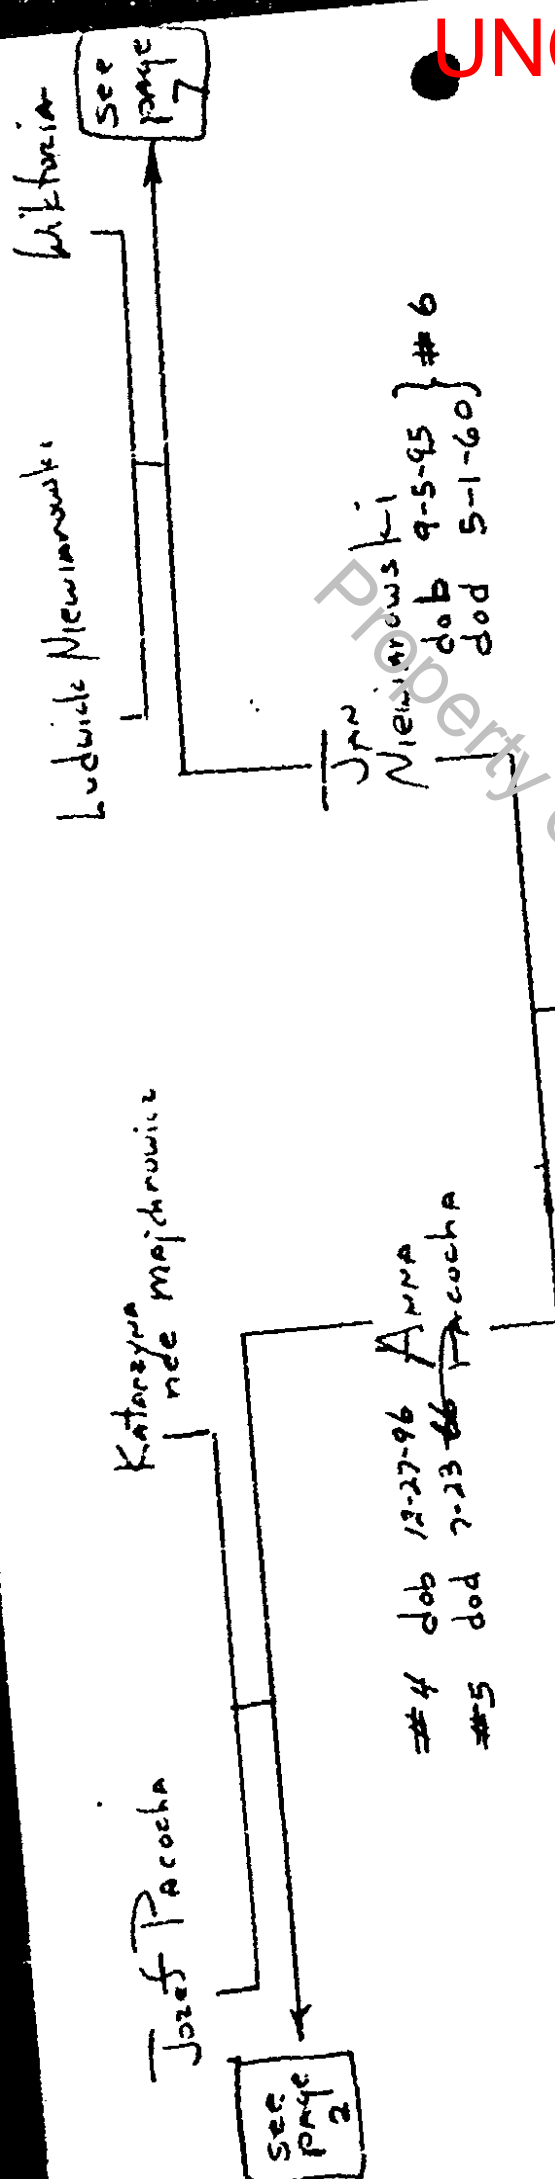 UNC
see
page
7
Wiktoria
Ludwick Niewiarowski
JAN
Niewiarowski
dob 9-5-95 } #6
dod 5-1-60
Property
Katarzyna
nee Majchrowicz
ANNA
PACOCHA
#4 dob 12-27-96
#5 dod 7-23-66
Jozef PACOCHA
see
page
2